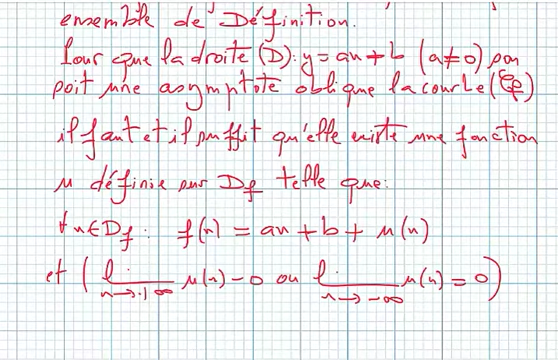 ensemble de Définition.
Pour que la droite (D): y = ax + b (a≠0)
soit une asymptote oblique la courbe (Cf)
il faut et il suffit qu'elle existe une fonction
u définie sur Df telle que:
∀x∈Df: f(x) = ax + b + u(x)
et ( lim x→+∞ u(x) = 0 ou lim x→-∞ u(x) = 0 )